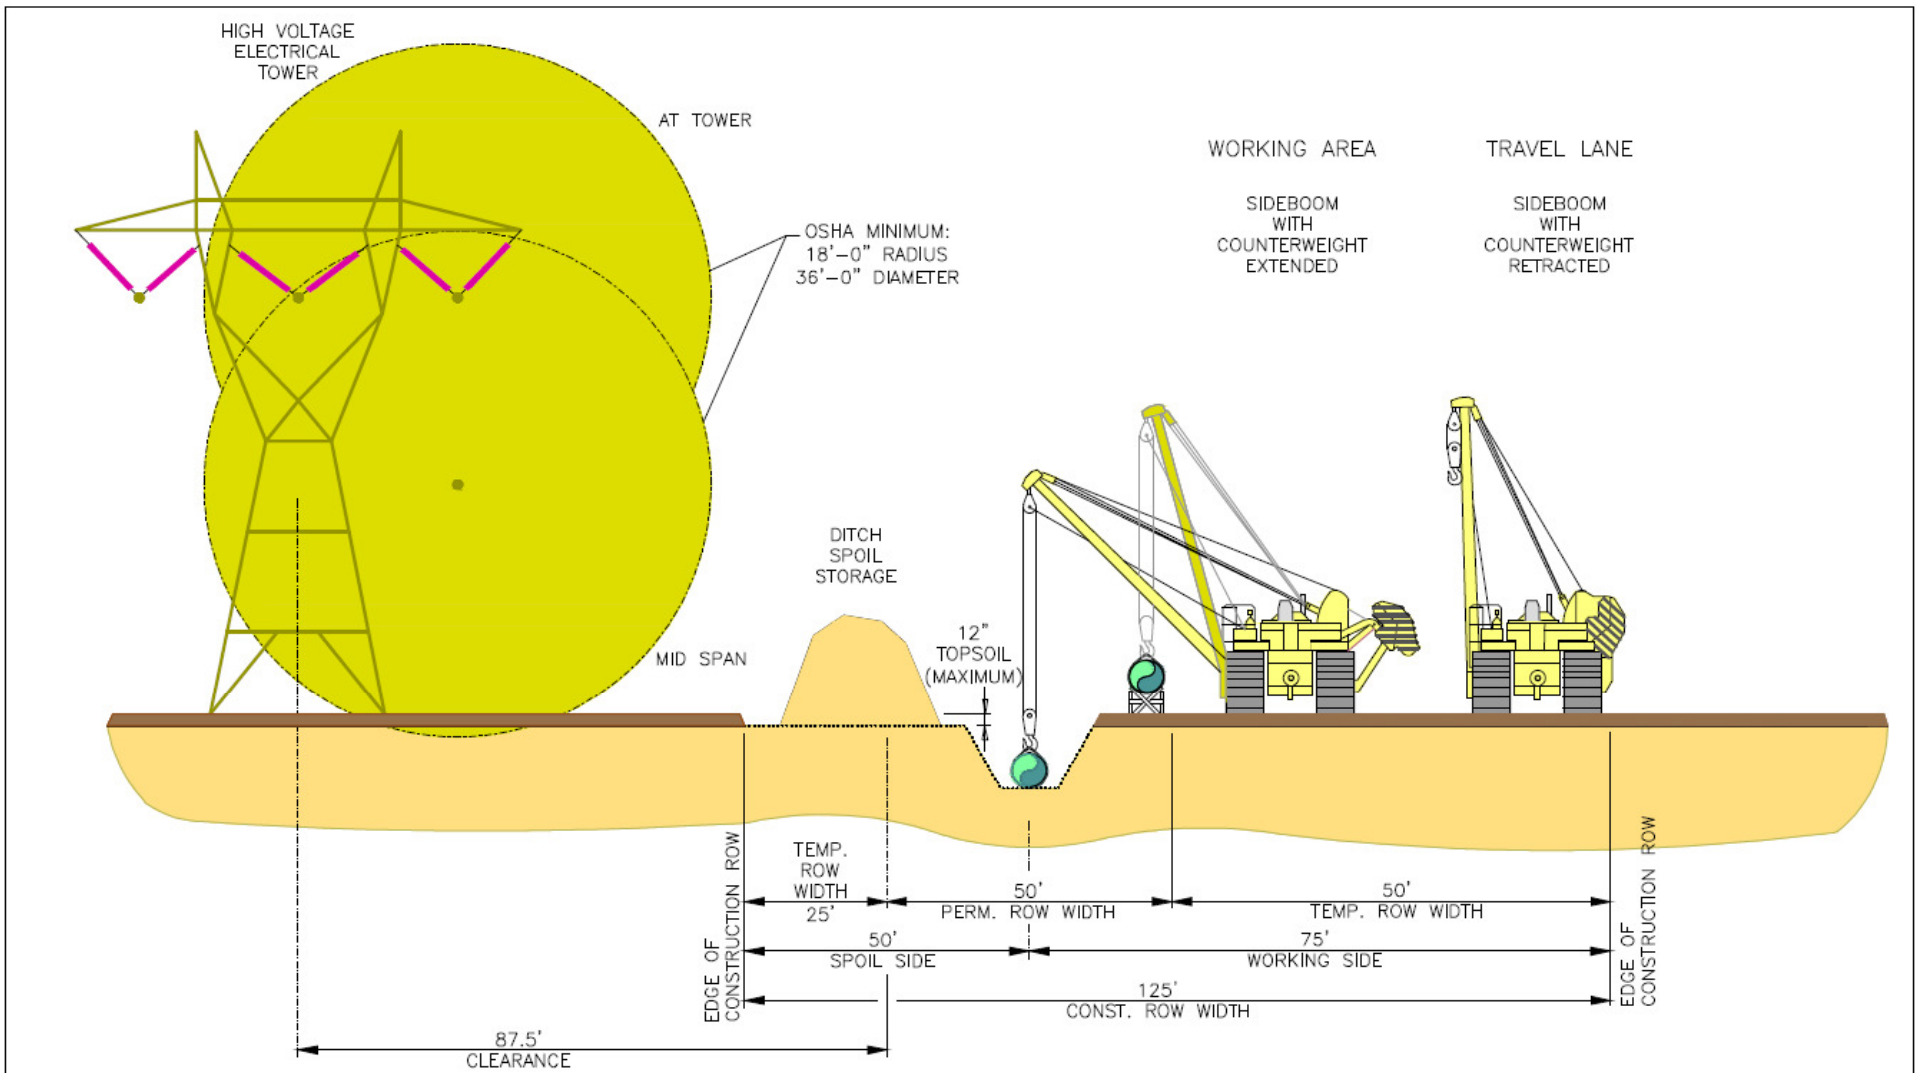 HIGH VOLTAGE
ELECTRICAL
TOWER
AT TOWER
OSHA MINIMUM:
18'-0" RADIUS
36'-0" DIAMETER
WORKING AREA
SIDEBOOM
WITH
COUNTERWEIGHT
EXTENDED
TRAVEL LANE
SIDEBOOM
WITH
COUNTERWEIGHT
RETRACTED
DITCH
SPOIL
STORAGE
MID SPAN
12"
TOPSOIL
(MAXIMUM)
EDGE OF
CONSTRUCTION ROW
TEMP.
ROW
WIDTH
25'
50'
PERM. ROW WIDTH
50'
TEMP. ROW WIDTH
50'
SPOIL SIDE
75'
WORKING SIDE
125'
CONST. ROW WIDTH
EDGE OF
CONSTRUCTION ROW
87.5'
CLEARANCE